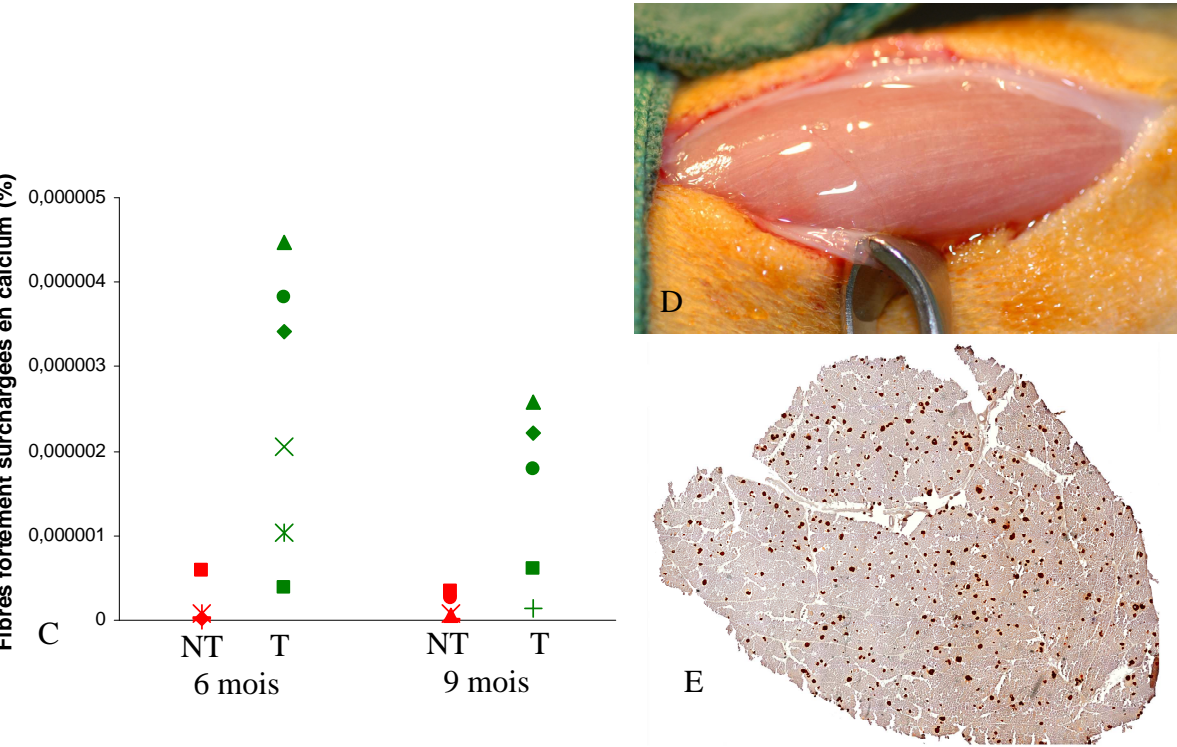 Fibres fortement surchargées en calcium (%)
0,000005
0,000004
0,000003
0,000002
0,000001
0
C
NT T NT T
6 mois 9 mois
D
E